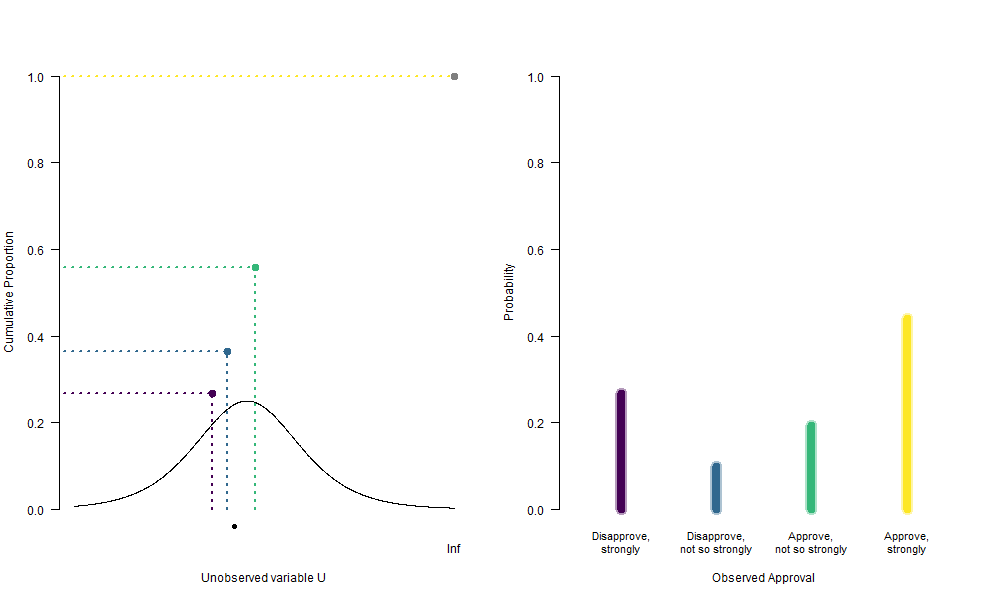 1.0
0.8
0.6
0.4
0.2
0.0
Cumulative Proportion
Inf
Unobserved variable U
1.0
0.8
0.6
0.4
0.2
0.0
Probability
Disapprove,
strongly
Disapprove,
not so strongly
Approve,
not so strongly
Approve,
strongly
Observed Approval